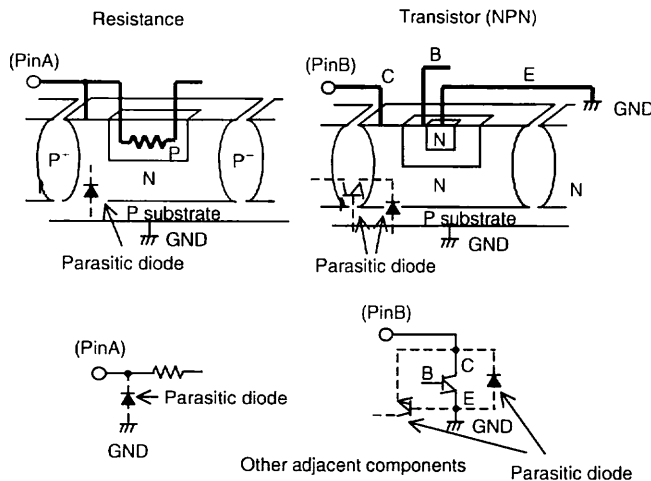 Resistance
Transistor (NPN)
(PinA)
(PinB)
C
B
E
GND
P+
P
P−
N
N
N
N
P substrate
P substrate
GND
GND
Parasitic diode
Parasitic diode
(PinA)
Parasitic diode
GND
(PinB)
C
B
E
GND
Other adjacent components
Parasitic diode